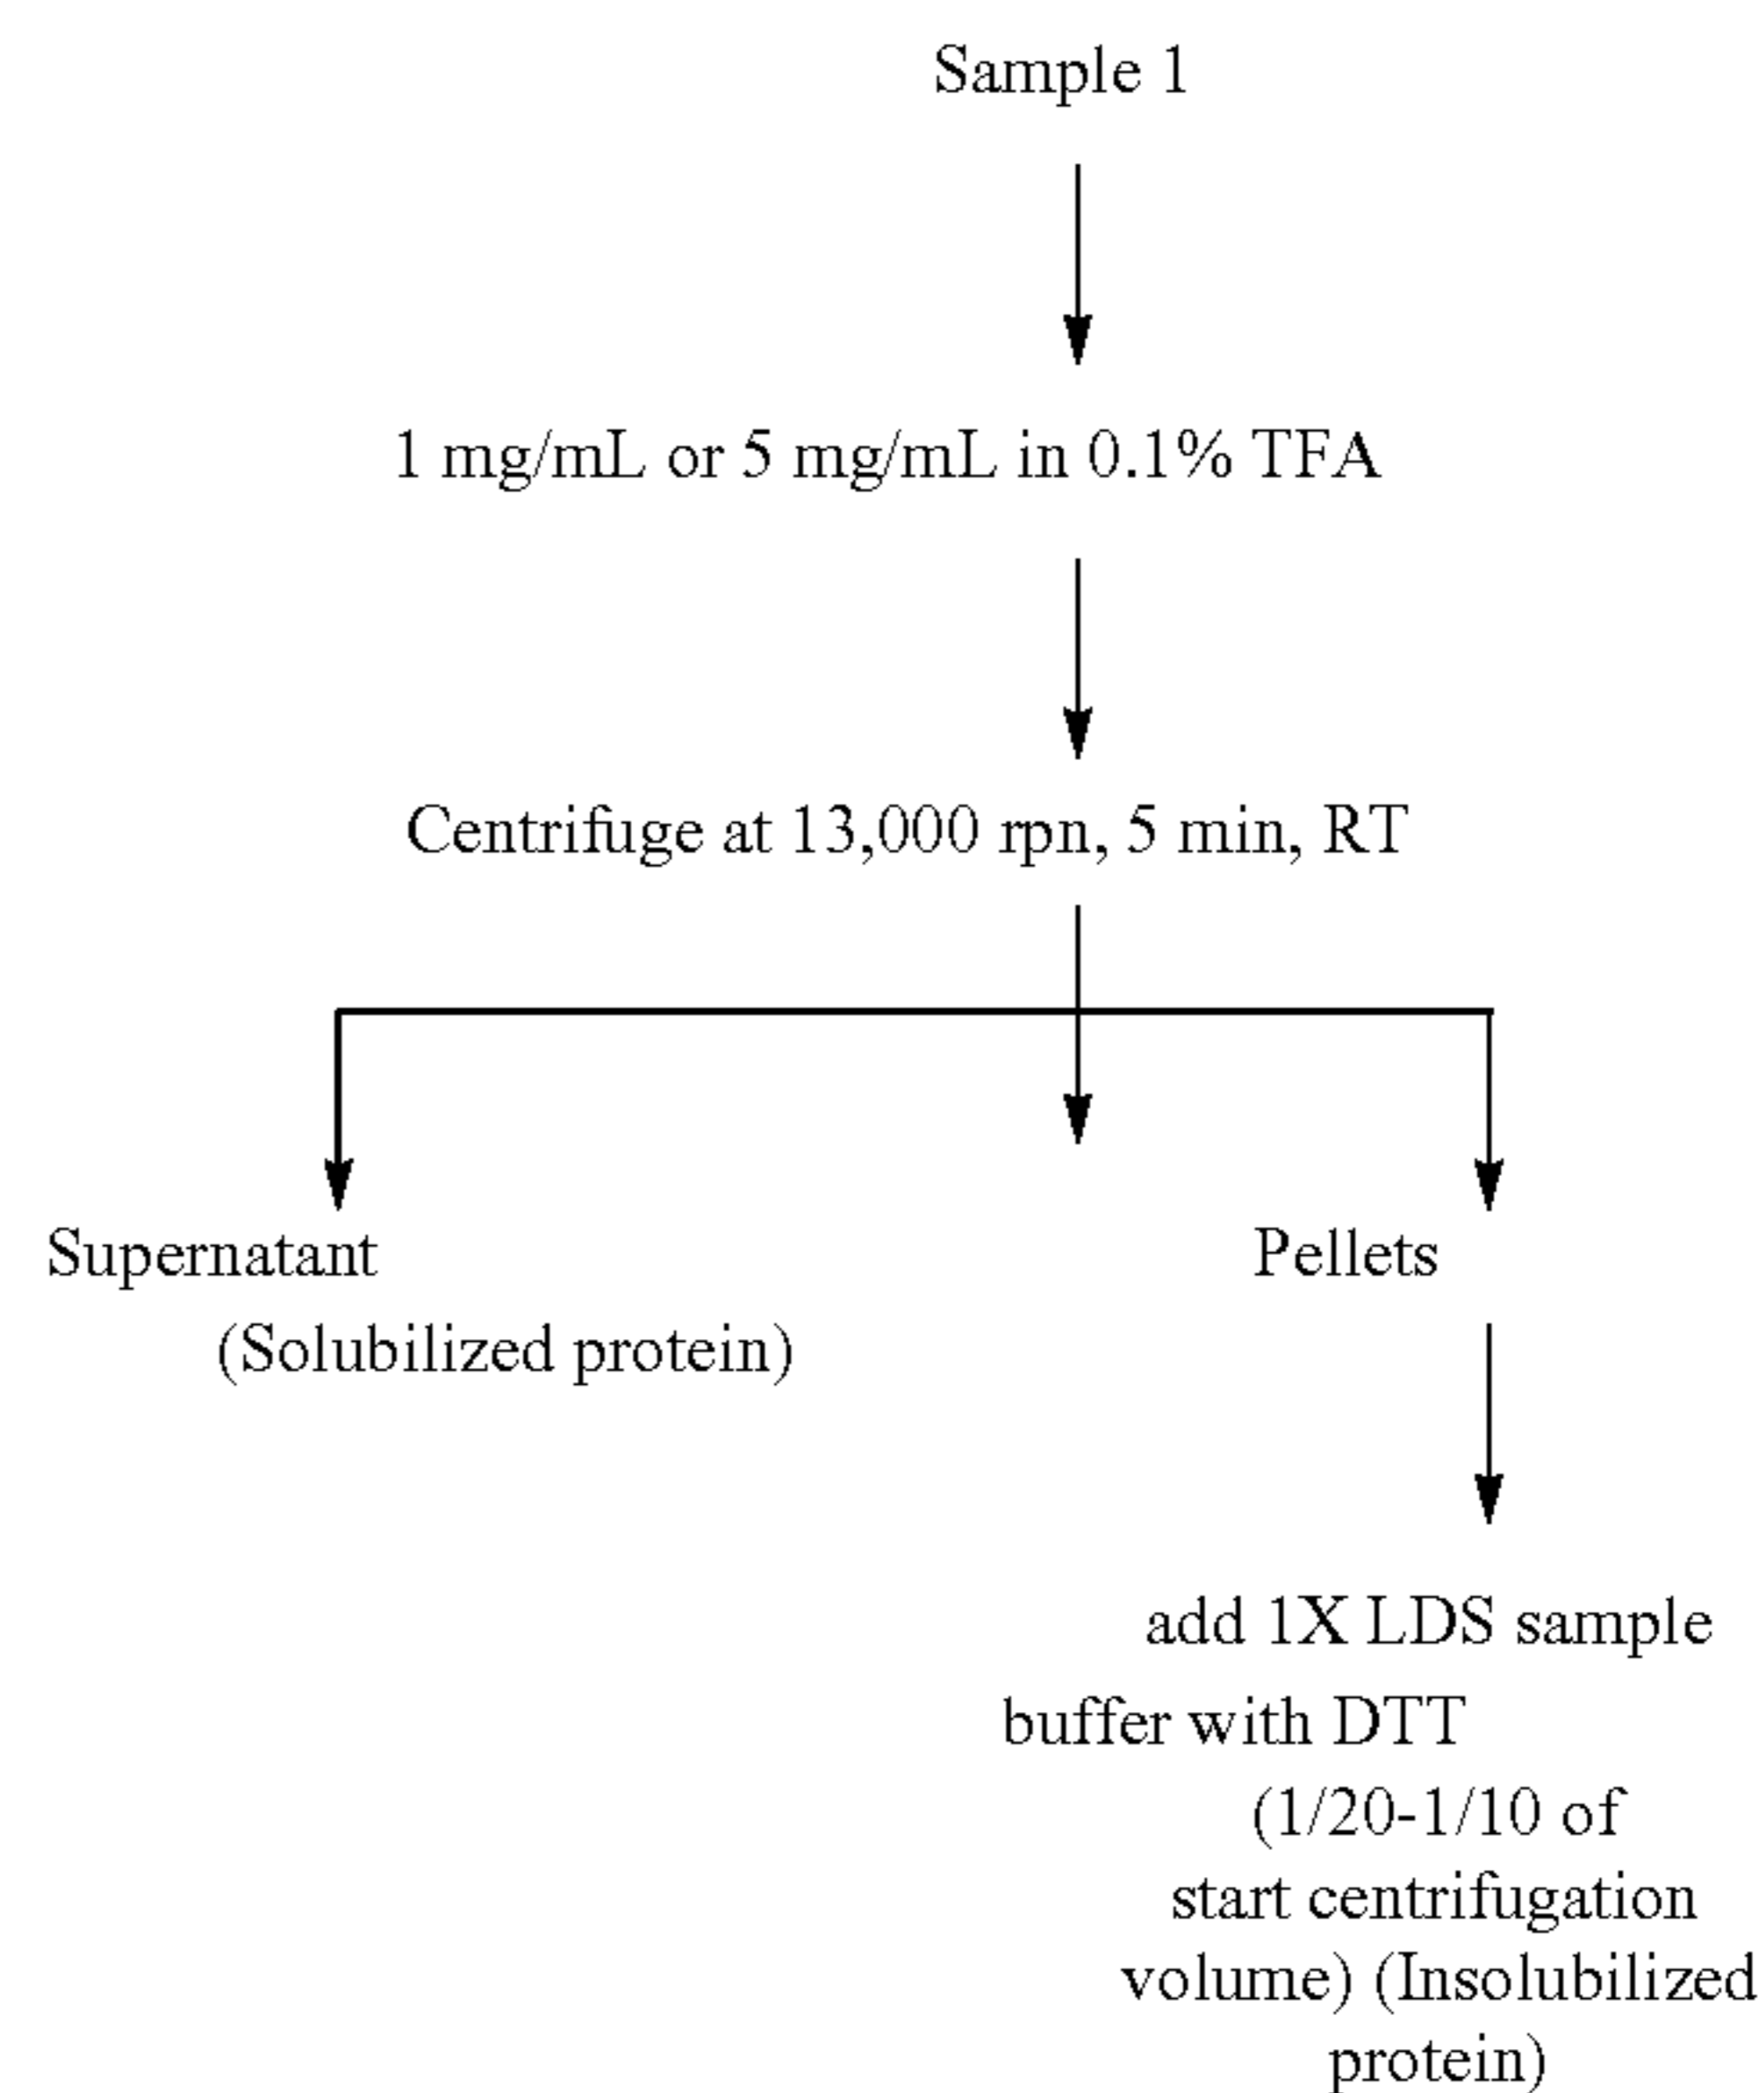 Sample 1
1 mg/mL or 5 mg/mL in 0.1% TFA
Centrifuge at 13,000 rpn, 5 min, RT
Supernatant
(Solubilized protein)
Pellets
add 1X LDS sample
buffer with DTT
(1/20-1/10 of
start centrifugation
volume) (Insolubilized
protein)